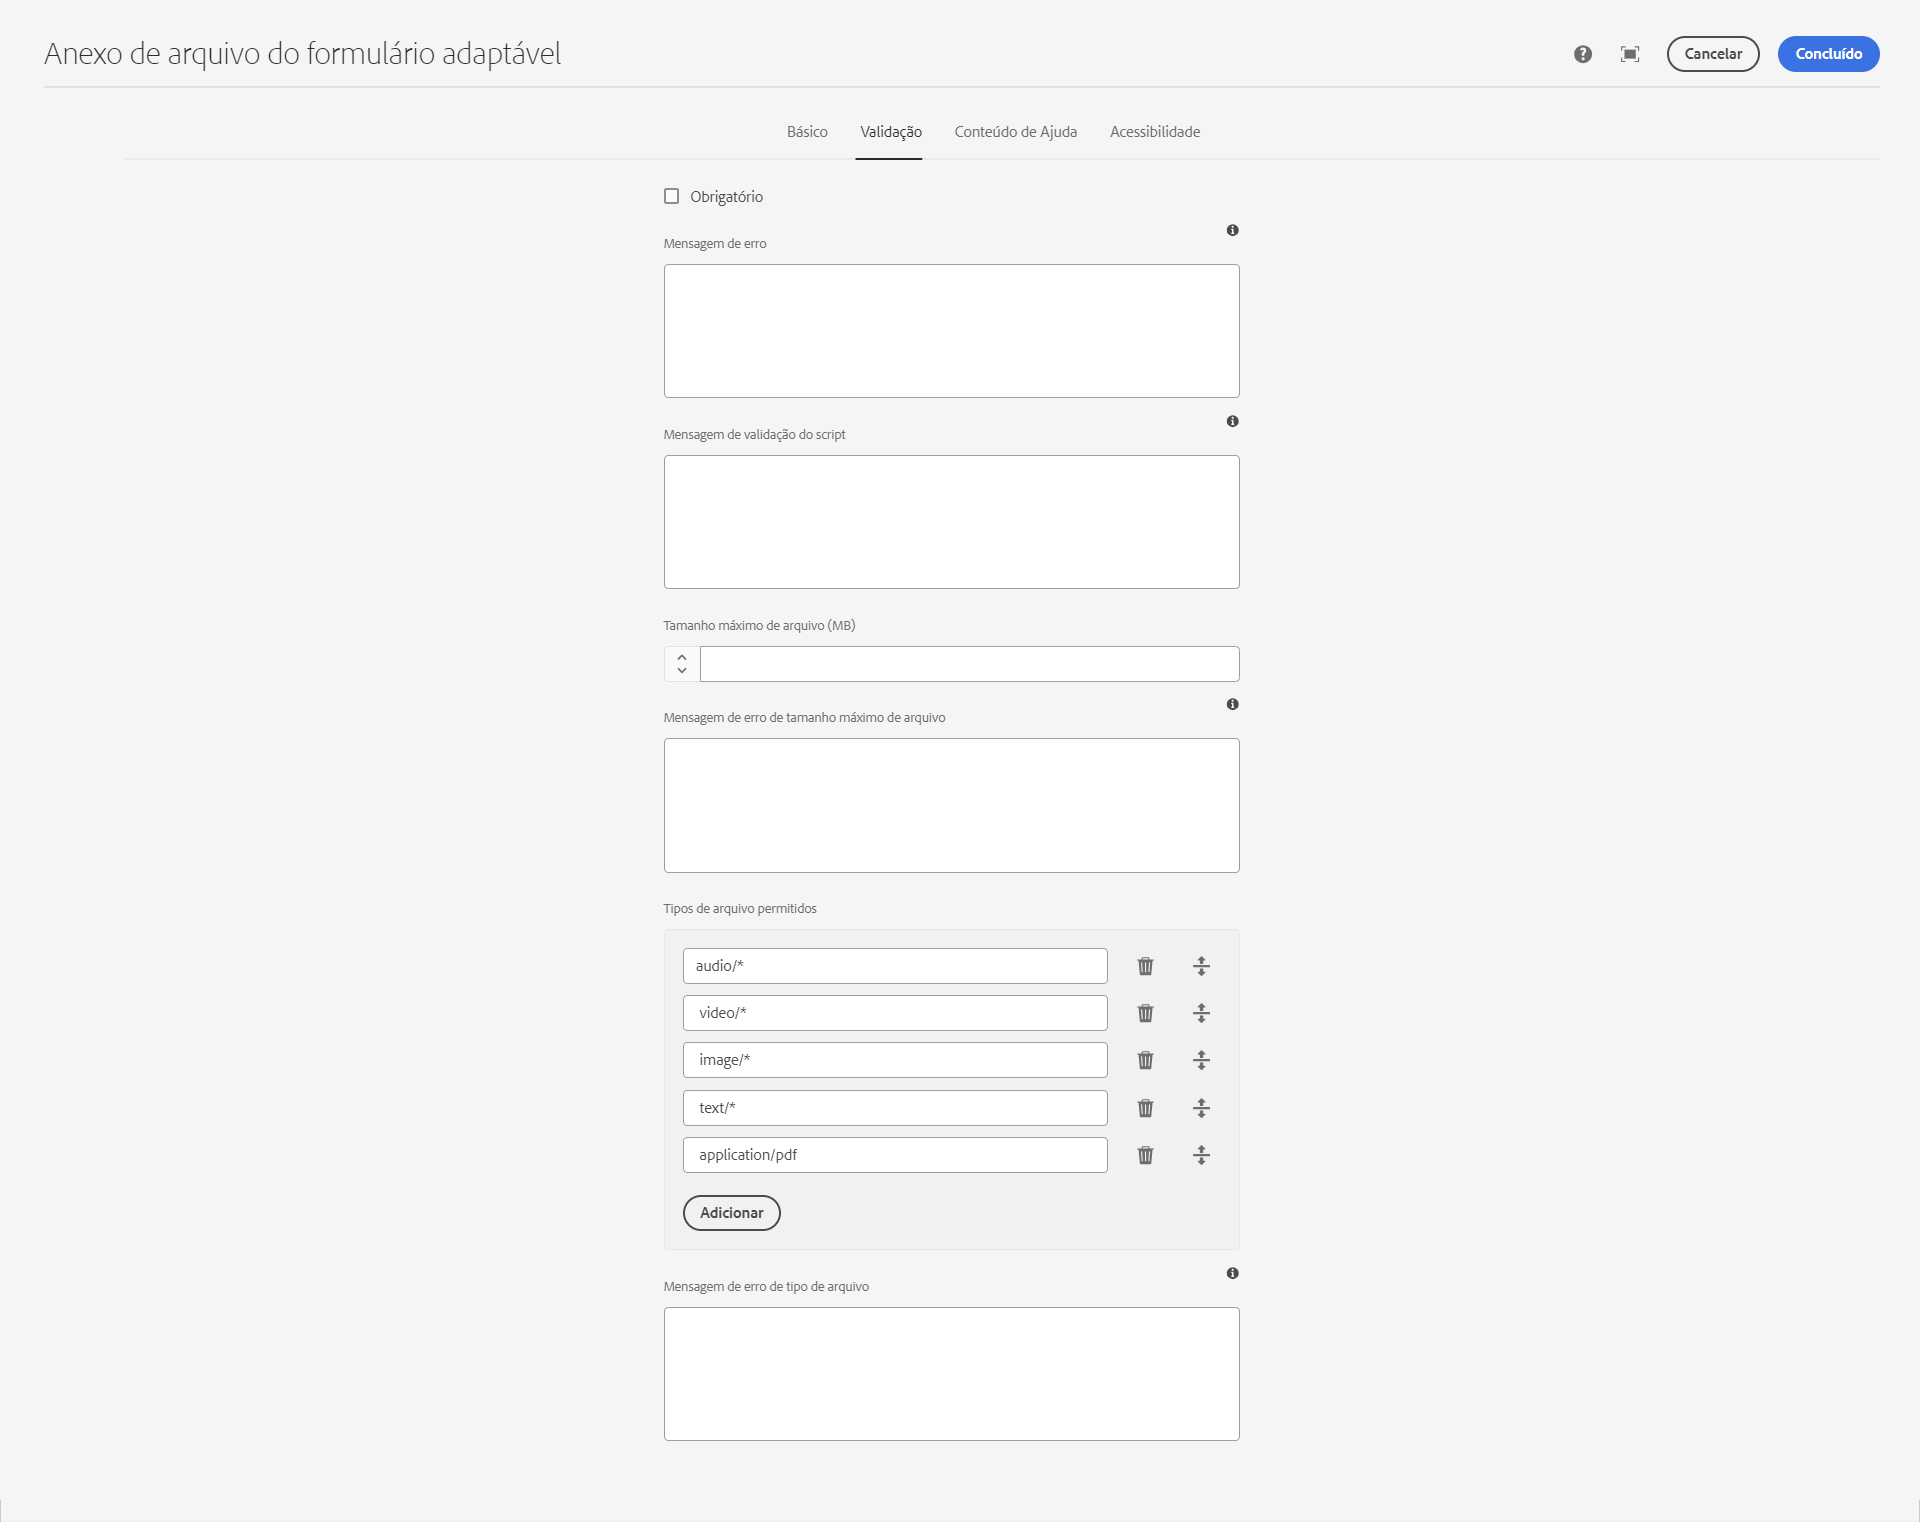 Anexo de arquivo do formulário adaptável
Cancelar
Concluído
Básico
Validação
Conteúdo de Ajuda
Acessibilidade
Obrigatório
Mensagem de erro
Mensagem de validação do script
Tamanho máximo de arquivo (MB)
Mensagem de erro de tamanho máximo de arquivo
Tipos de arquivo permitidos
audio/*
video/*
image/*
text/*
application/pdf
Adicionar
Mensagem de erro de tipo de arquivo